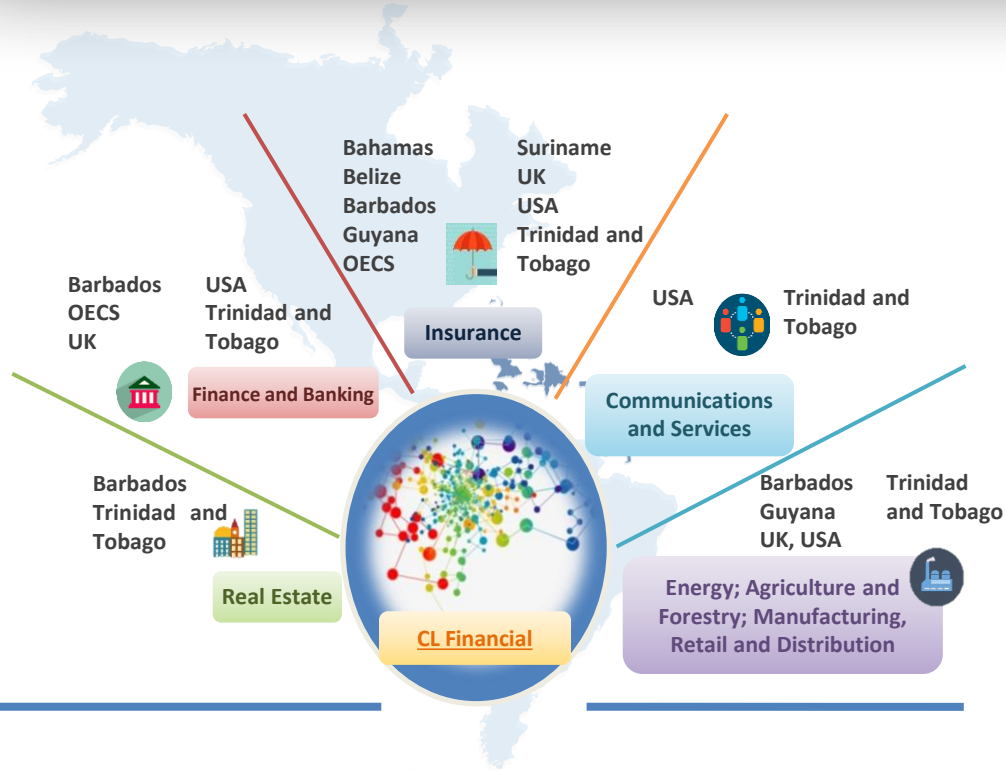 Bahamas
Belize
Barbados
Guyana
OECS
Suriname
UK
USA
Trinidad and
Tobago
Insurance
Barbados
OECS
UK
USA
Trinidad and
Tobago
Finance and Banking
USA
Trinidad and
Tobago
Communications
and Services
Barbados
Trinidad and
Tobago
Real Estate
Barbados
Guyana
UK, USA
Trinidad
and Tobago
Energy; Agriculture and
Forestry; Manufacturing,
Retail and Distribution
CL Financial